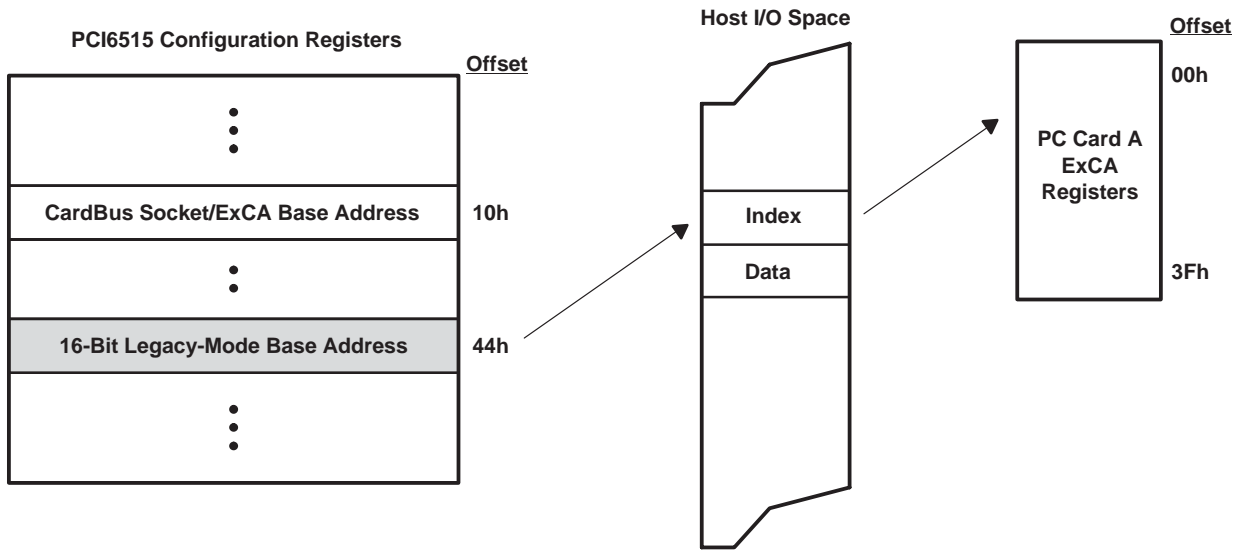 PCI6515 Configuration Registers
Offset
CardBus Socket/ExCA Base Address
10h
16-Bit Legacy-Mode Base Address
44h
Host I/O Space
Index
Data
Offset
00h
PC Card A
ExCA
Registers
3Fh